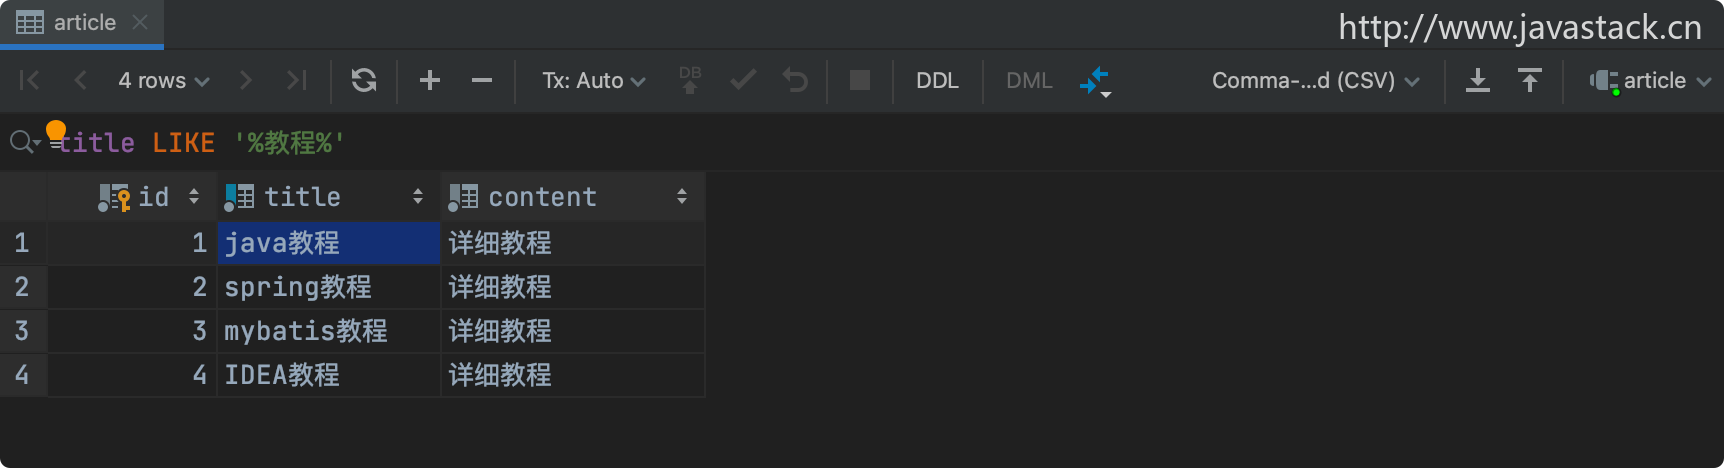 article
http://www.javastack.cn
4 rows Tx: Auto DB DDL DML Comma-...d (CSV) article
title LIKE '%教程%'
id title content
1 1 java教程 详细教程
2 2 spring教程 详细教程
3 3 mybatis教程 详细教程
4 4 IDEA教程 详细教程